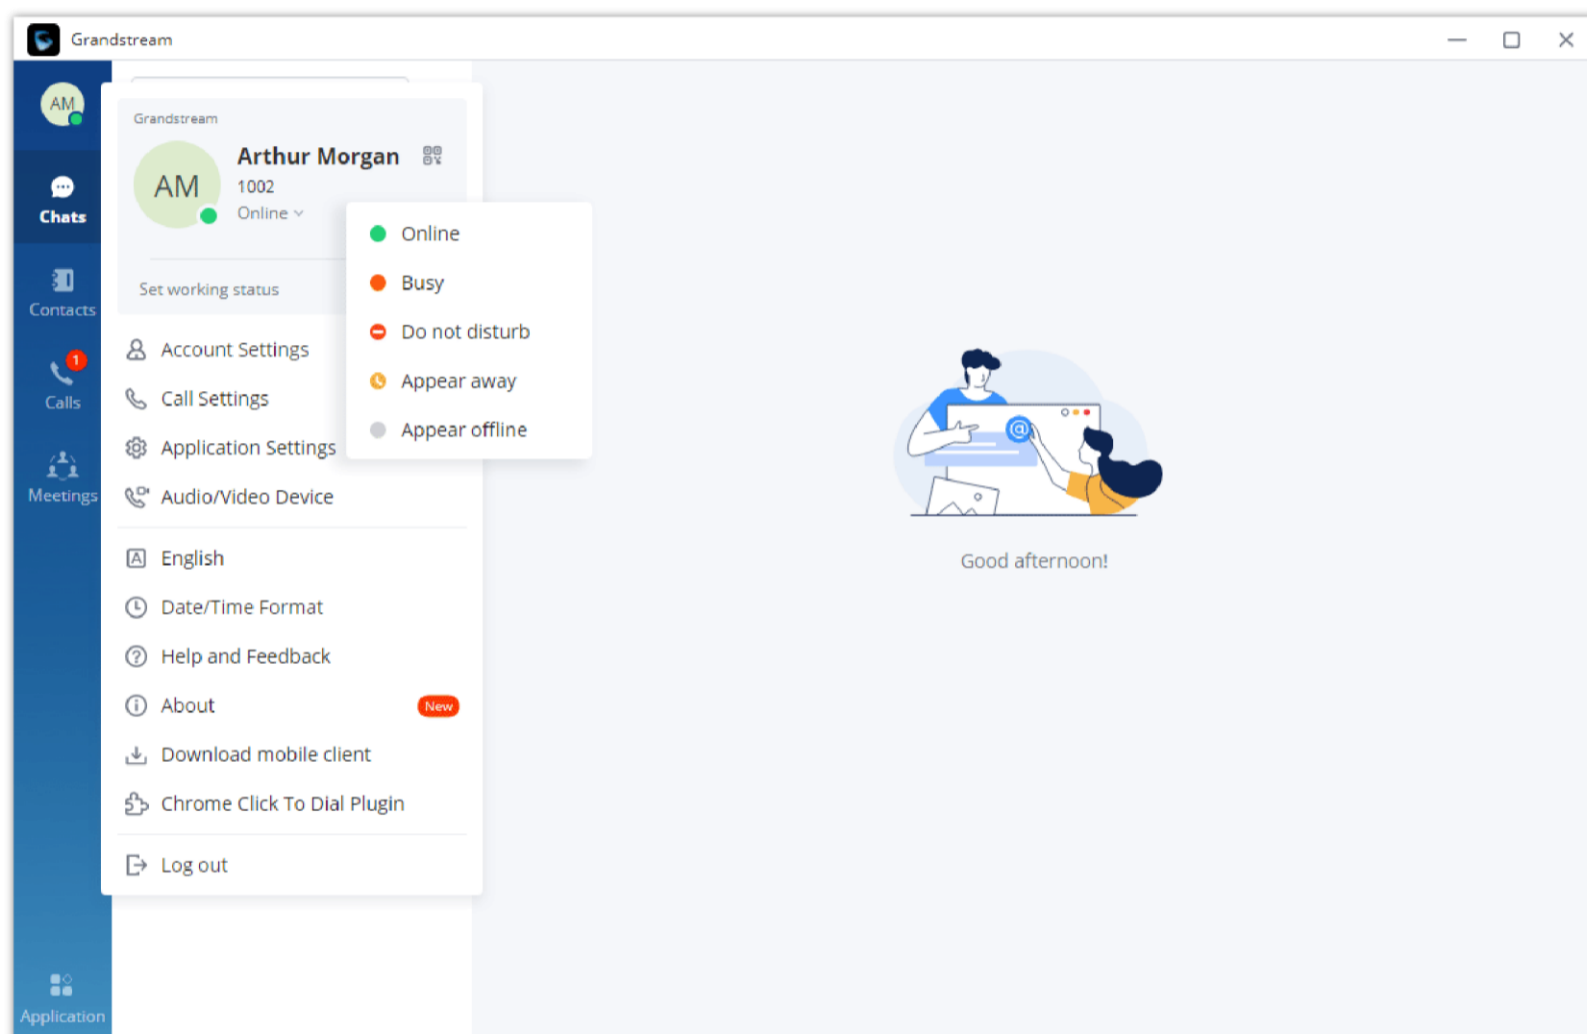 Grandstream
AM
Chats
Contacts
1
Calls
Meetings
Application
Grandstream
AM
Arthur Morgan
1002
Online
Set working status
Online
Busy
Do not disturb
Appear away
Appear offline
Account Settings
Call Settings
Application Settings
Audio/Video Device
English
Date/Time Format
Help and Feedback
About
New
Download mobile client
Chrome Click To Dial Plugin
Log out
@
Good afternoon!